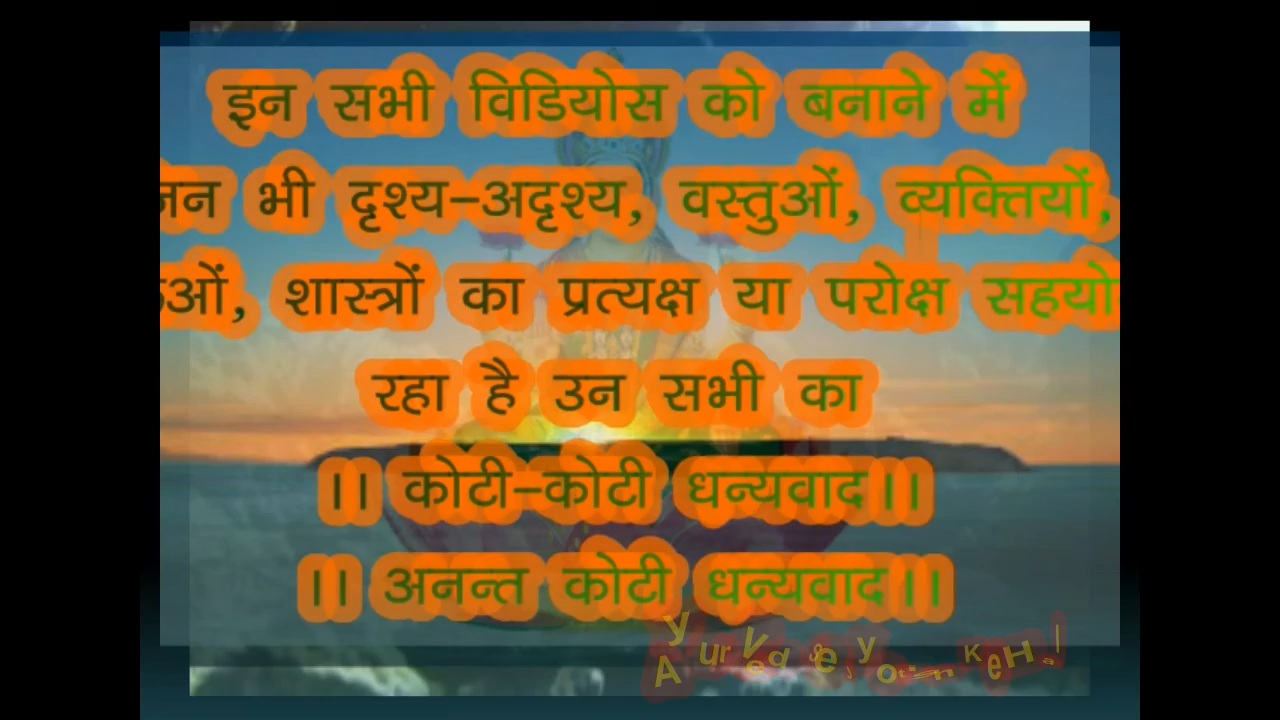 इन सभी विडियोस को बनाने में
भी दृश्य-अदृश्य, वस्तुओं, व्यक्तियों,
शास्त्रों का प्रत्यक्ष या परोक्ष
रहा है उन सभी का
।। कोटी-कोटी धन्यवाद।।
।। अनन्त कोटी धन्यवाद।।